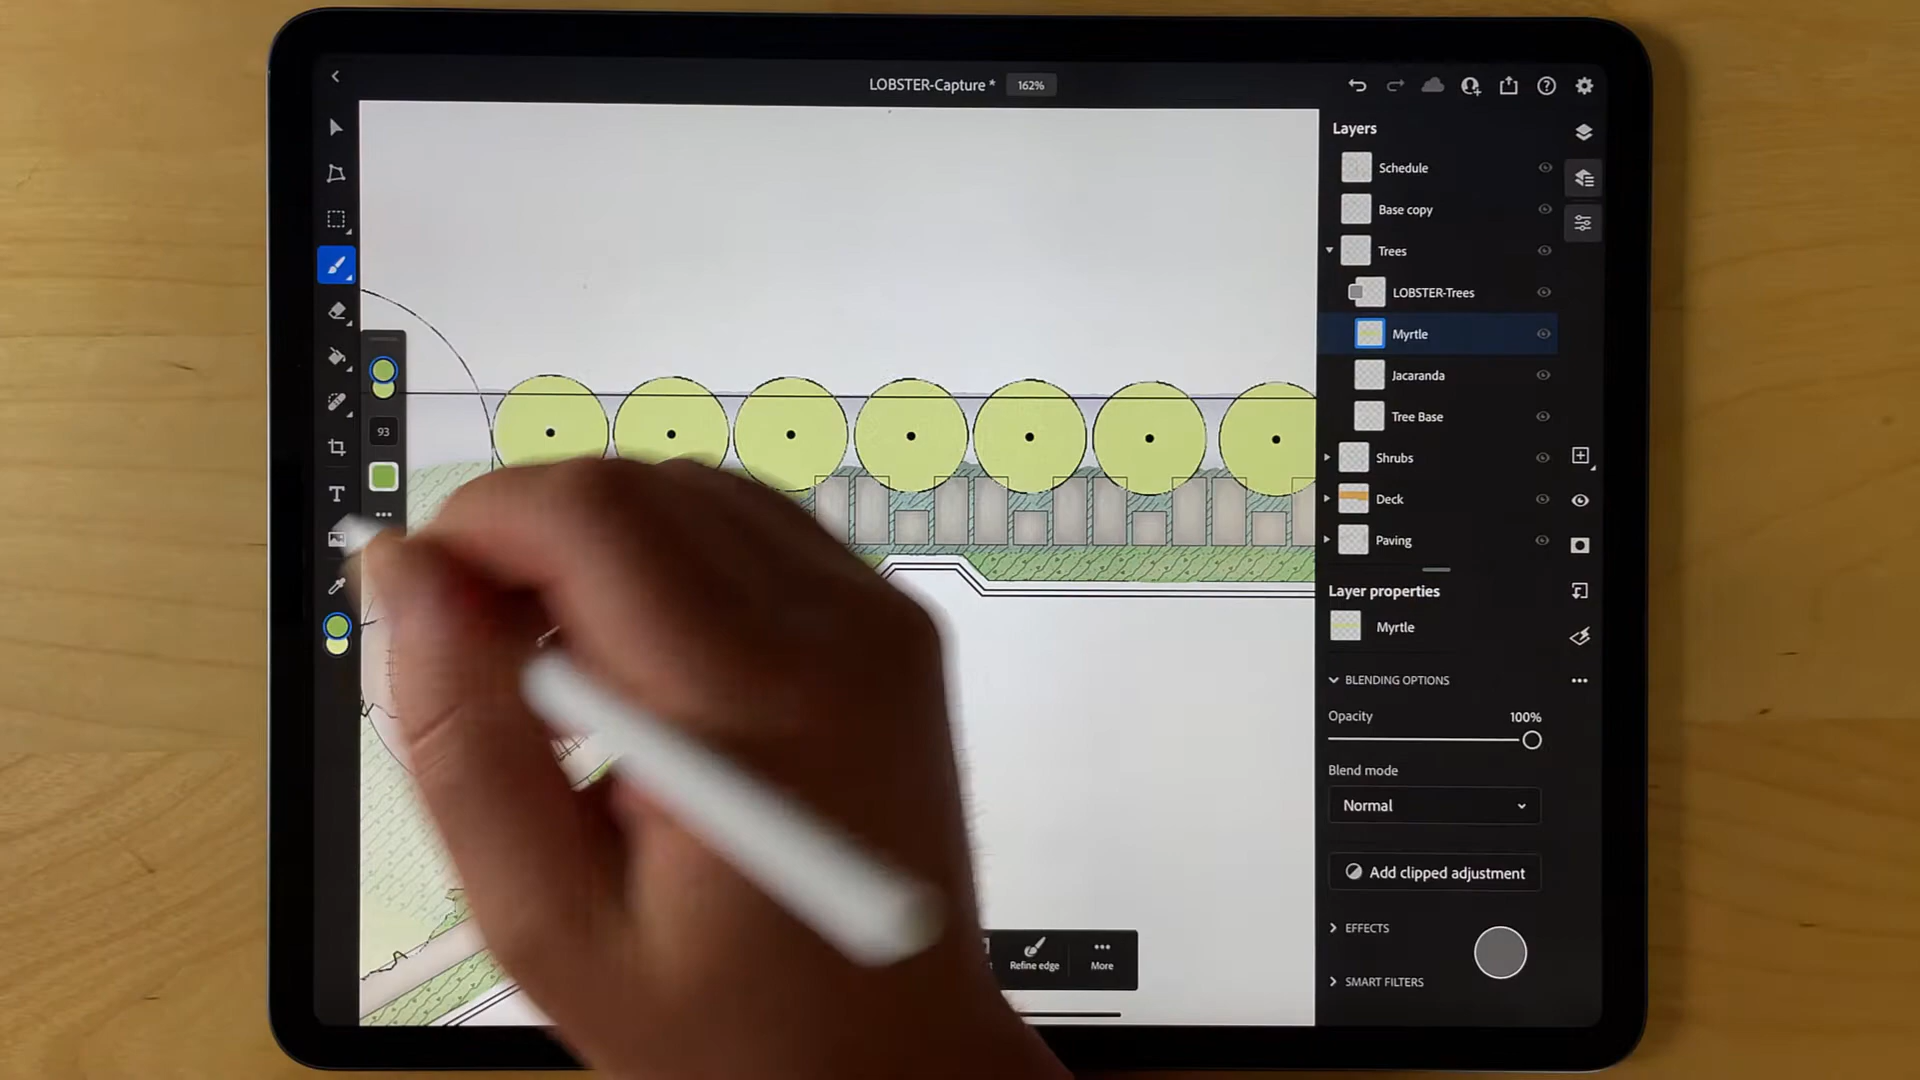 LOBSTER-Capture *
162%
Layers
Schedule
Base copy
Trees
LOBSTER-Trees
Myrtle
Jacaranda
Tree Base
Shrubs
Deck
Paving
93
T
Layer properties
Myrtle
BLENDING OPTIONS
Opacity 100%
Blend mode
Normal
Add clipped adjustment
EFFECTS
SMART FILTERS
Refine edge
More